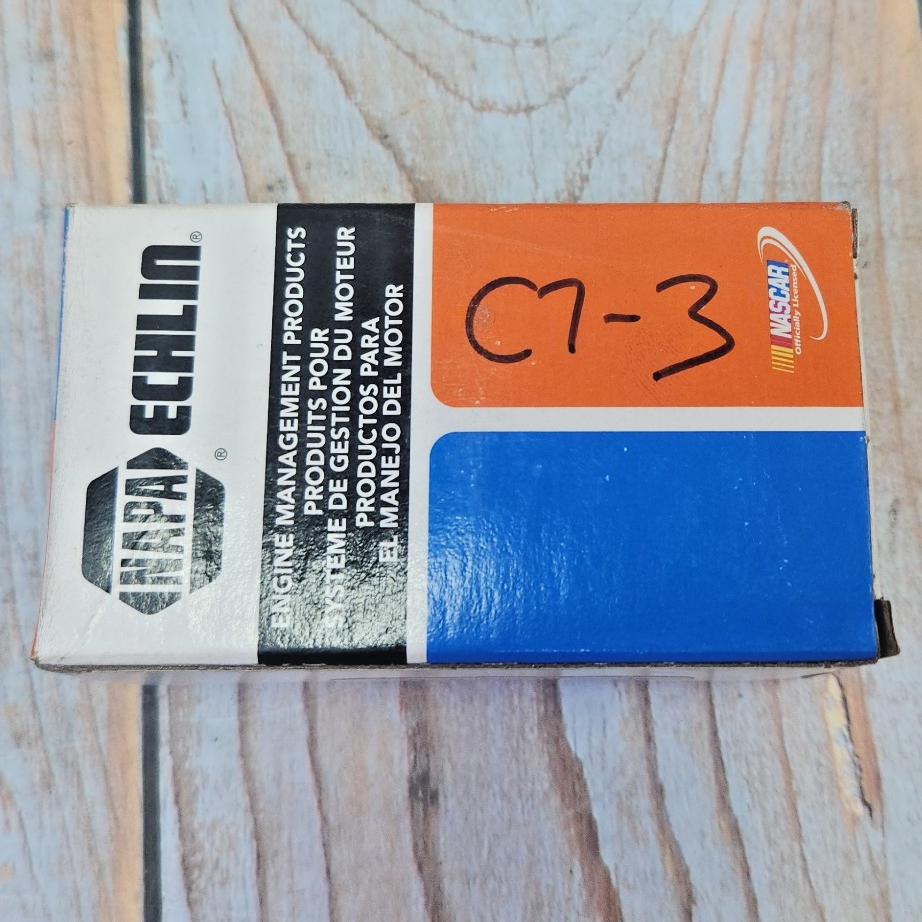 NAPA® ECHLIN®
ENGINE MANAGEMENT PRODUCTS
PRODUITS POUR
SYSTÈME DE GESTION DU MOTEUR
PRODUCTOS PARA
EL MANEJO DEL MOTOR
C7-3
NASCAR
Officially Licensed